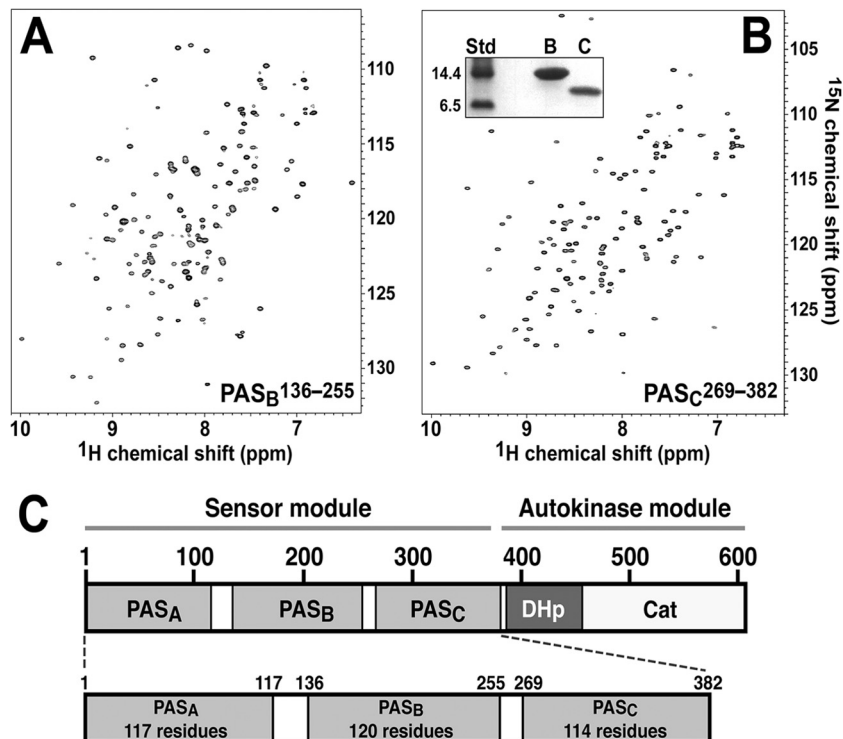 A
110
115
120
125
130
PASB136–255
10 9 8 7
1H chemical shift (ppm)
B
Std B C
14.4
6.5
105
110
115
120
125
130
15N chemical shift (ppm)
PASC269–382
10 9 8 7
1H chemical shift (ppm)
C
Sensor module Autokinase module
1 100 200 300 400 500 600
PASA PASB PASC DHp Cat
1 117 136 255 269 382
PASA PASB PASC
117 residues 120 residues 114 residues